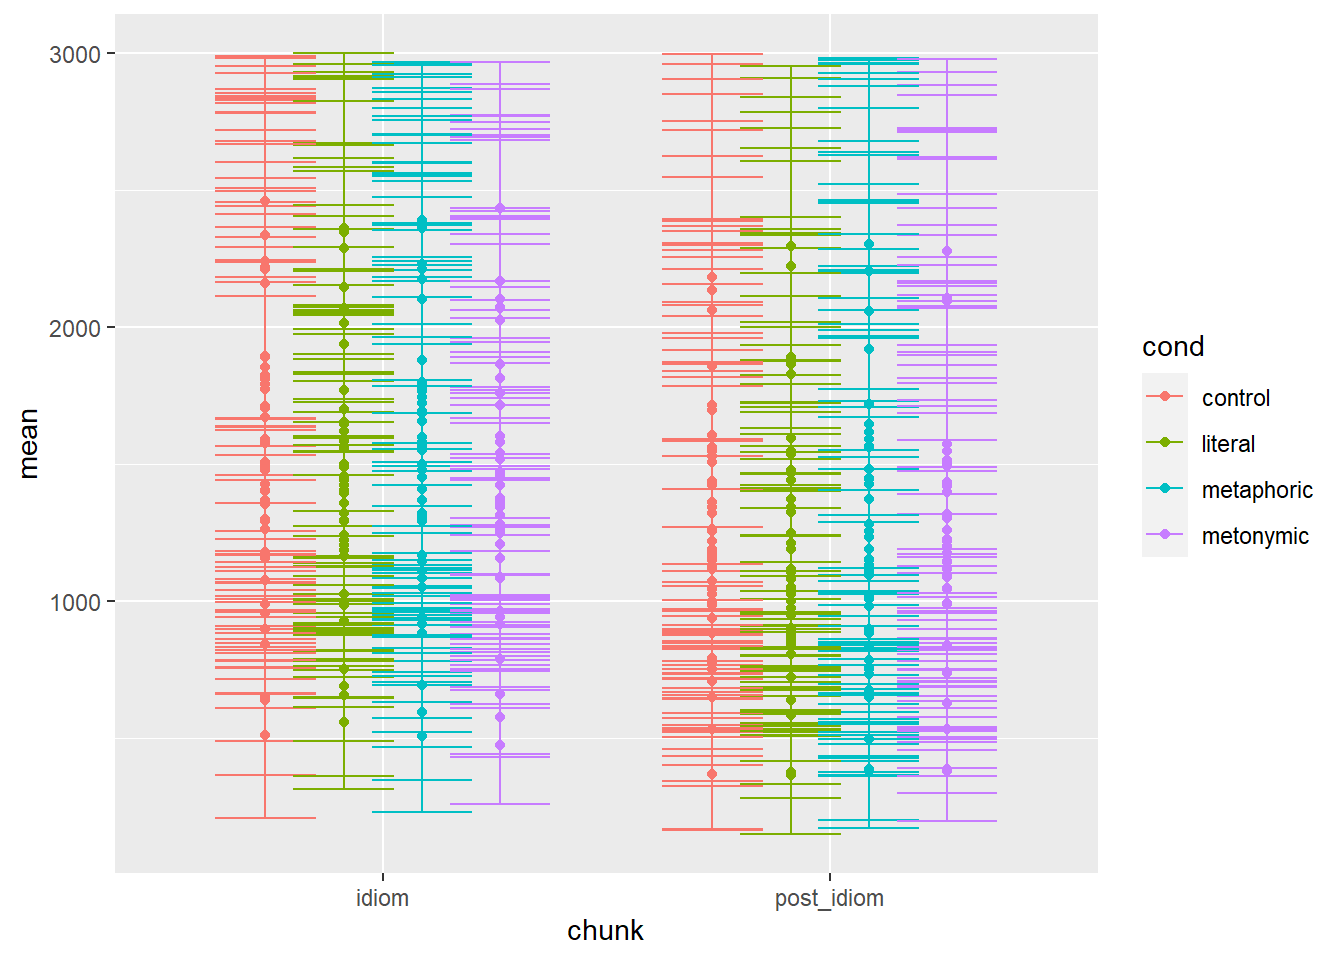 3000
2000
1000
mean
idiom
post_idiom
chunk
cond
control
literal
metaphoric
metonymic